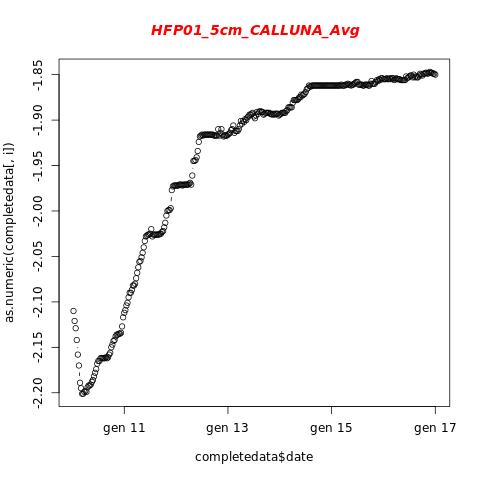 HFP01_5cm_CALLUNA_Avg
as.numeric(completedata[, i])
-1.85
-1.90
-1.95
-2.00
-2.05
-2.10
-2.15
-2.20
gen 11 gen 13 gen 15 gen 17
completedata$date